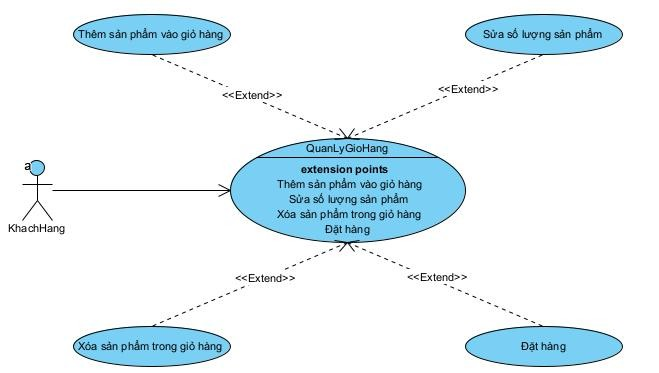 Thêm sản phẩm vào giỏ hàng
Sửa số lượng sản phẩm
<<Extend>>
<<Extend>>
QuanLyGioHang
extension points
Thêm sản phẩm vào giỏ hàng
Sửa số lượng sản phẩm
Xóa sản phẩm trong giỏ hàng
Đặt hàng
a
KhachHang
<<Extend>>
<<Extend>>
Xóa sản phẩm trong giỏ hàng
Đặt hàng